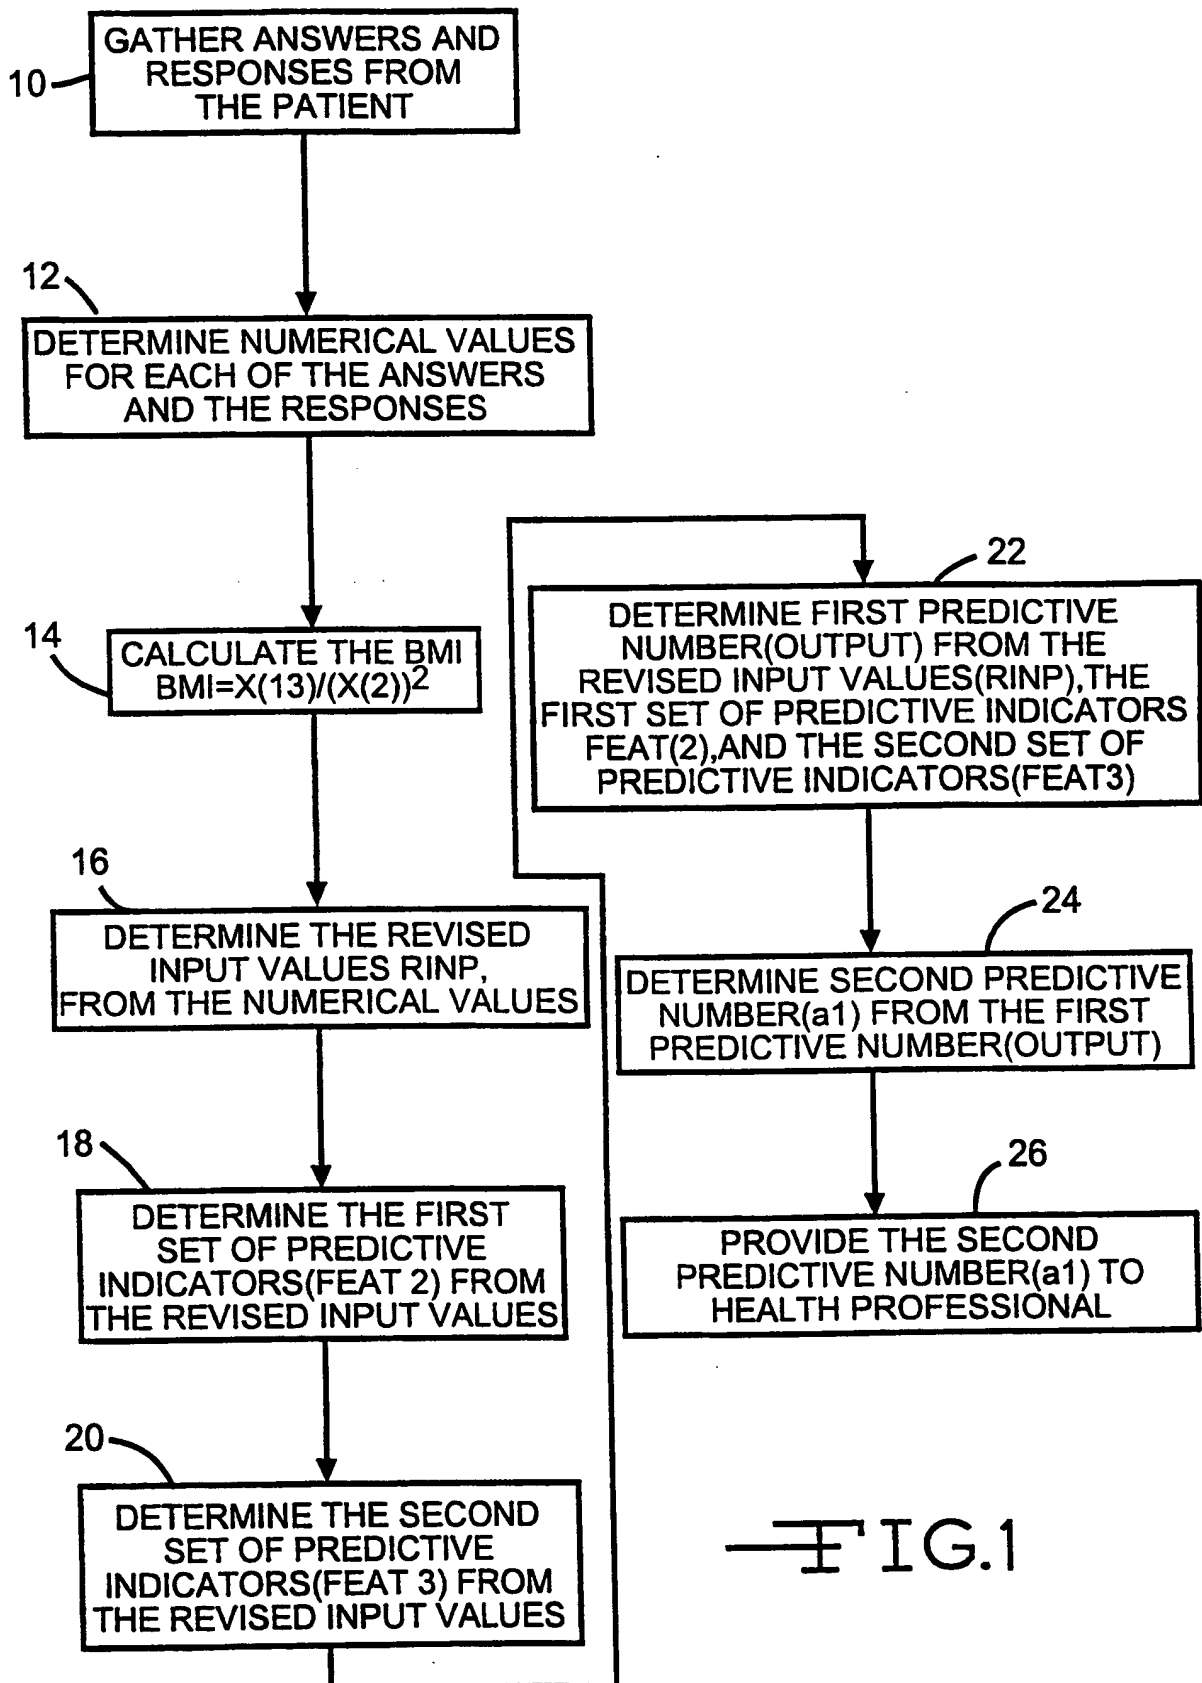 GATHER ANSWERS AND
RESPONSES FROM
THE PATIENT
10
12
DETERMINE NUMERICAL VALUES
FOR EACH OF THE ANSWERS
AND THE RESPONSES
14
CALCULATE THE BMI
BMI=X(13)/(X(2))²
16
DETERMINE THE REVISED
INPUT VALUES RINP,
FROM THE NUMERICAL VALUES
18
DETERMINE THE FIRST
SET OF PREDICTIVE
INDICATORS(FEAT 2) FROM
THE REVISED INPUT VALUES
20
DETERMINE THE SECOND
SET OF PREDICTIVE
INDICATORS(FEAT 3) FROM
THE REVISED INPUT VALUES
22
DETERMINE FIRST PREDICTIVE
NUMBER(OUTPUT) FROM THE
REVISED INPUT VALUES(RINP),THE
FIRST SET OF PREDICTIVE INDICATORS
FEAT(2),AND THE SECOND SET OF
PREDICTIVE INDICATORS(FEAT3)
24
DETERMINE SECOND PREDICTIVE
NUMBER(a1) FROM THE FIRST
PREDICTIVE NUMBER(OUTPUT)
26
PROVIDE THE SECOND
PREDICTIVE NUMBER(a1) TO
HEALTH PROFESSIONAL
FIG.1